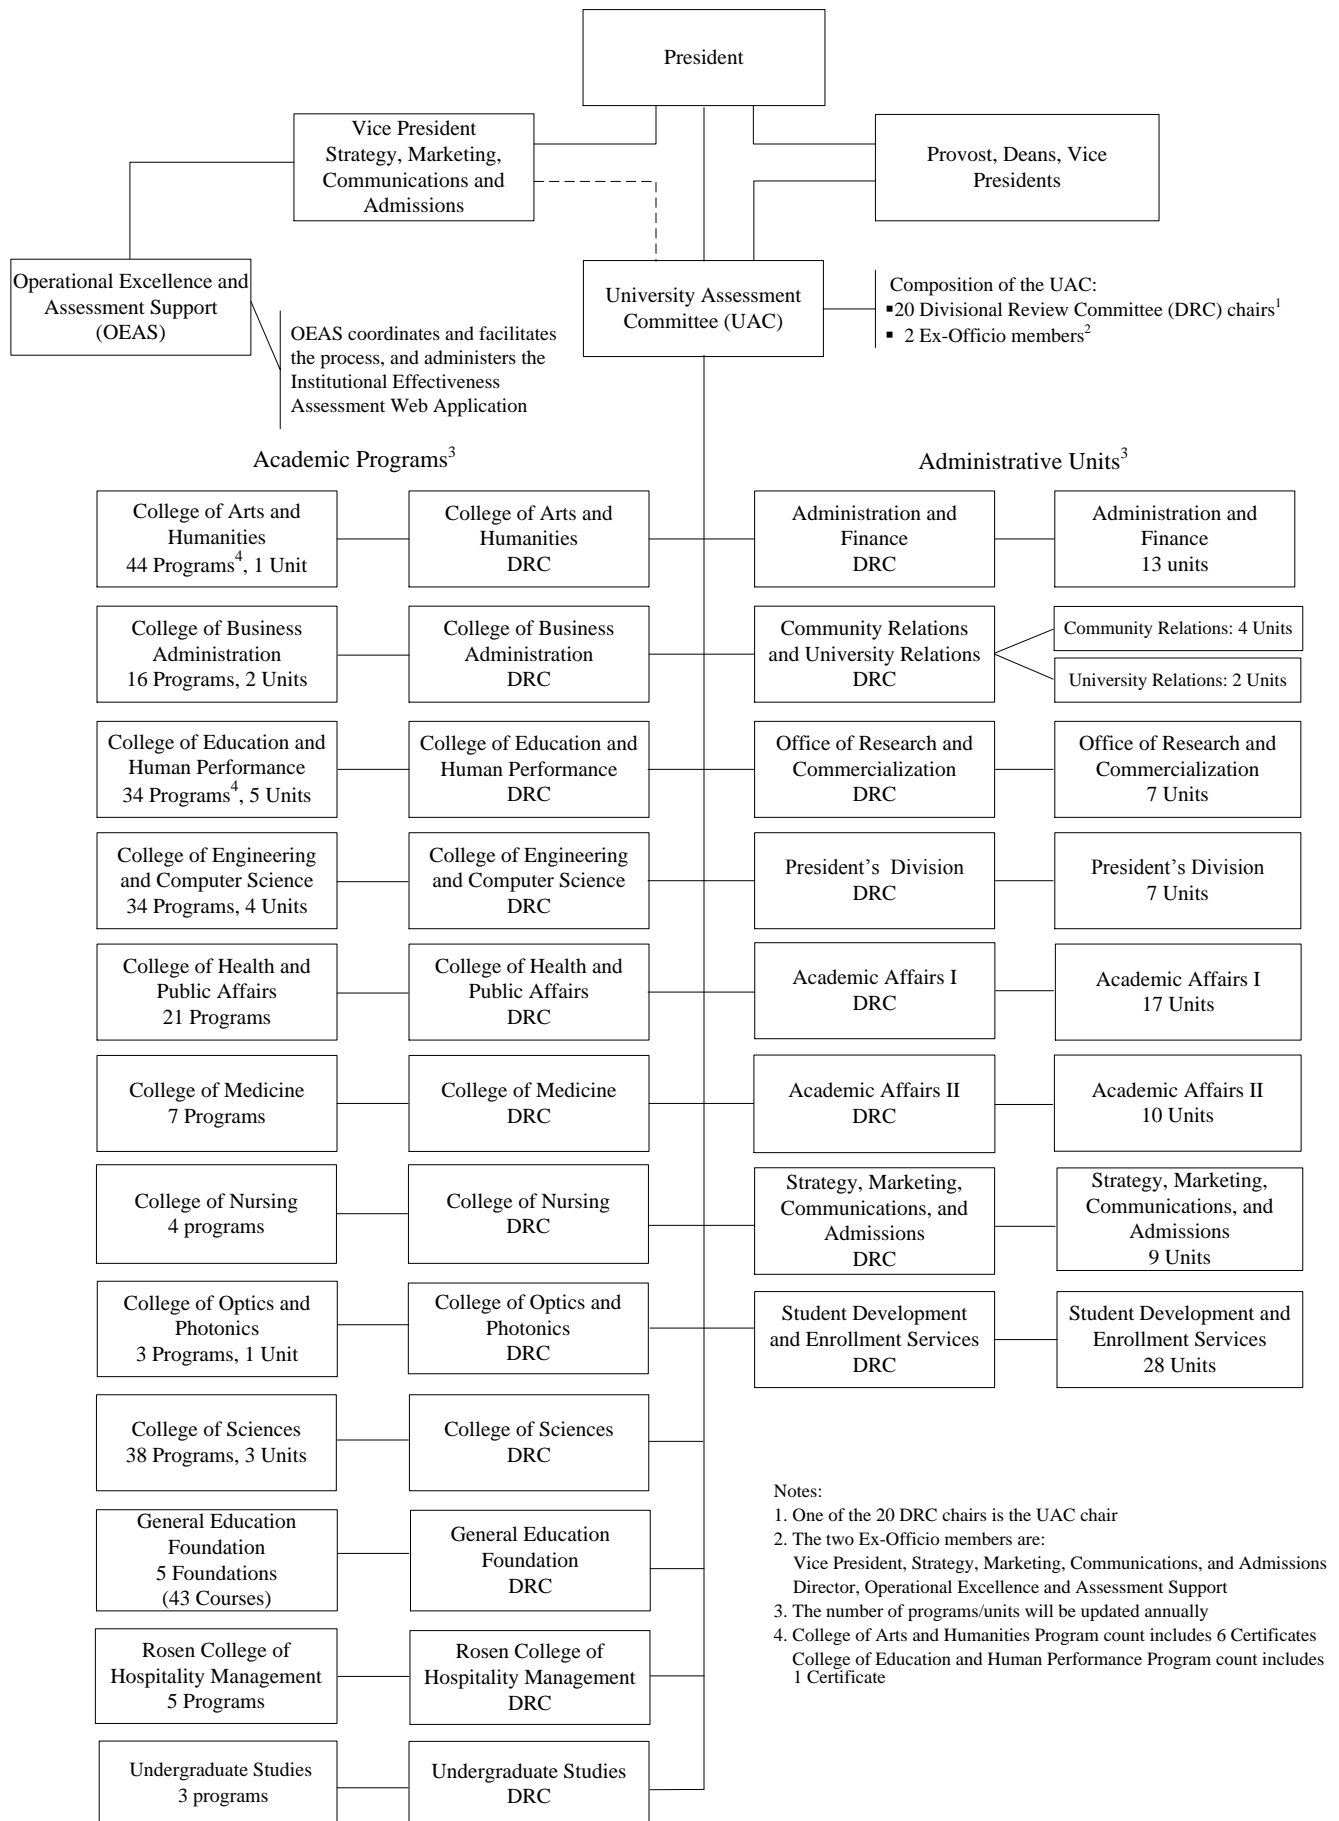 President
Vice President
Strategy, Marketing,
Communications and
Admissions
Provost, Deans, Vice
Presidents
Operational Excellence and
Assessment Support
(OEAS)
OEAS coordinates and facilitates
the process, and administers the
Institutional Effectiveness
Assessment Web Application
University Assessment
Committee (UAC)
Composition of the UAC:
▪20 Divisional Review Committee (DRC) chairs¹
▪ 2 Ex-Officio members²
Academic Programs³
Administrative Units³
College of Arts and
Humanities
44 Programs⁴, 1 Unit
College of Arts and
Humanities
DRC
Administration and
Finance
DRC
Administration and
Finance
13 units
College of Business
Administration
16 Programs, 2 Units
College of Business
Administration
DRC
Community Relations
and University Relations
DRC
Community Relations: 4 Units
University Relations: 2 Units
College of Education and
Human Performance
34 Programs⁴, 5 Units
College of Education and
Human Performance
DRC
Office of Research and
Commercialization
DRC
Office of Research and
Commercialization
7 Units
College of Engineering
and Computer Science
34 Programs, 4 Units
College of Engineering
and Computer Science
DRC
President’s Division
DRC
President’s Division
7 Units
College of Health and
Public Affairs
21 Programs
College of Health and
Public Affairs
DRC
Academic Affairs I
DRC
Academic Affairs I
17 Units
College of Medicine
7 Programs
College of Medicine
DRC
Academic Affairs II
DRC
Academic Affairs II
10 Units
College of Nursing
4 programs
College of Nursing
DRC
Strategy, Marketing,
Communications, and
Admissions
DRC
Strategy, Marketing,
Communications, and
Admissions
9 Units
College of Optics and
Photonics
3 Programs, 1 Unit
College of Optics and
Photonics
DRC
Student Development
and Enrollment Services
DRC
Student Development and
Enrollment Services
28 Units
College of Sciences
38 Programs, 3 Units
College of Sciences
DRC
General Education
Foundation
5 Foundations
(43 Courses)
General Education
Foundation
DRC
Rosen College of
Hospitality Management
5 Programs
Rosen College of
Hospitality Management
DRC
Undergraduate Studies
3 programs
Undergraduate Studies
DRC
Notes:
1. One of the 20 DRC chairs is the UAC chair
2. The two Ex-Officio members are:
Vice President, Strategy, Marketing, Communications, and Admissions
Director, Operational Excellence and Assessment Support
3. The number of programs/units will be updated annually
4. College of Arts and Humanities Program count includes 6 Certificates
College of Education and Human Performance Program count includes
1 Certificate